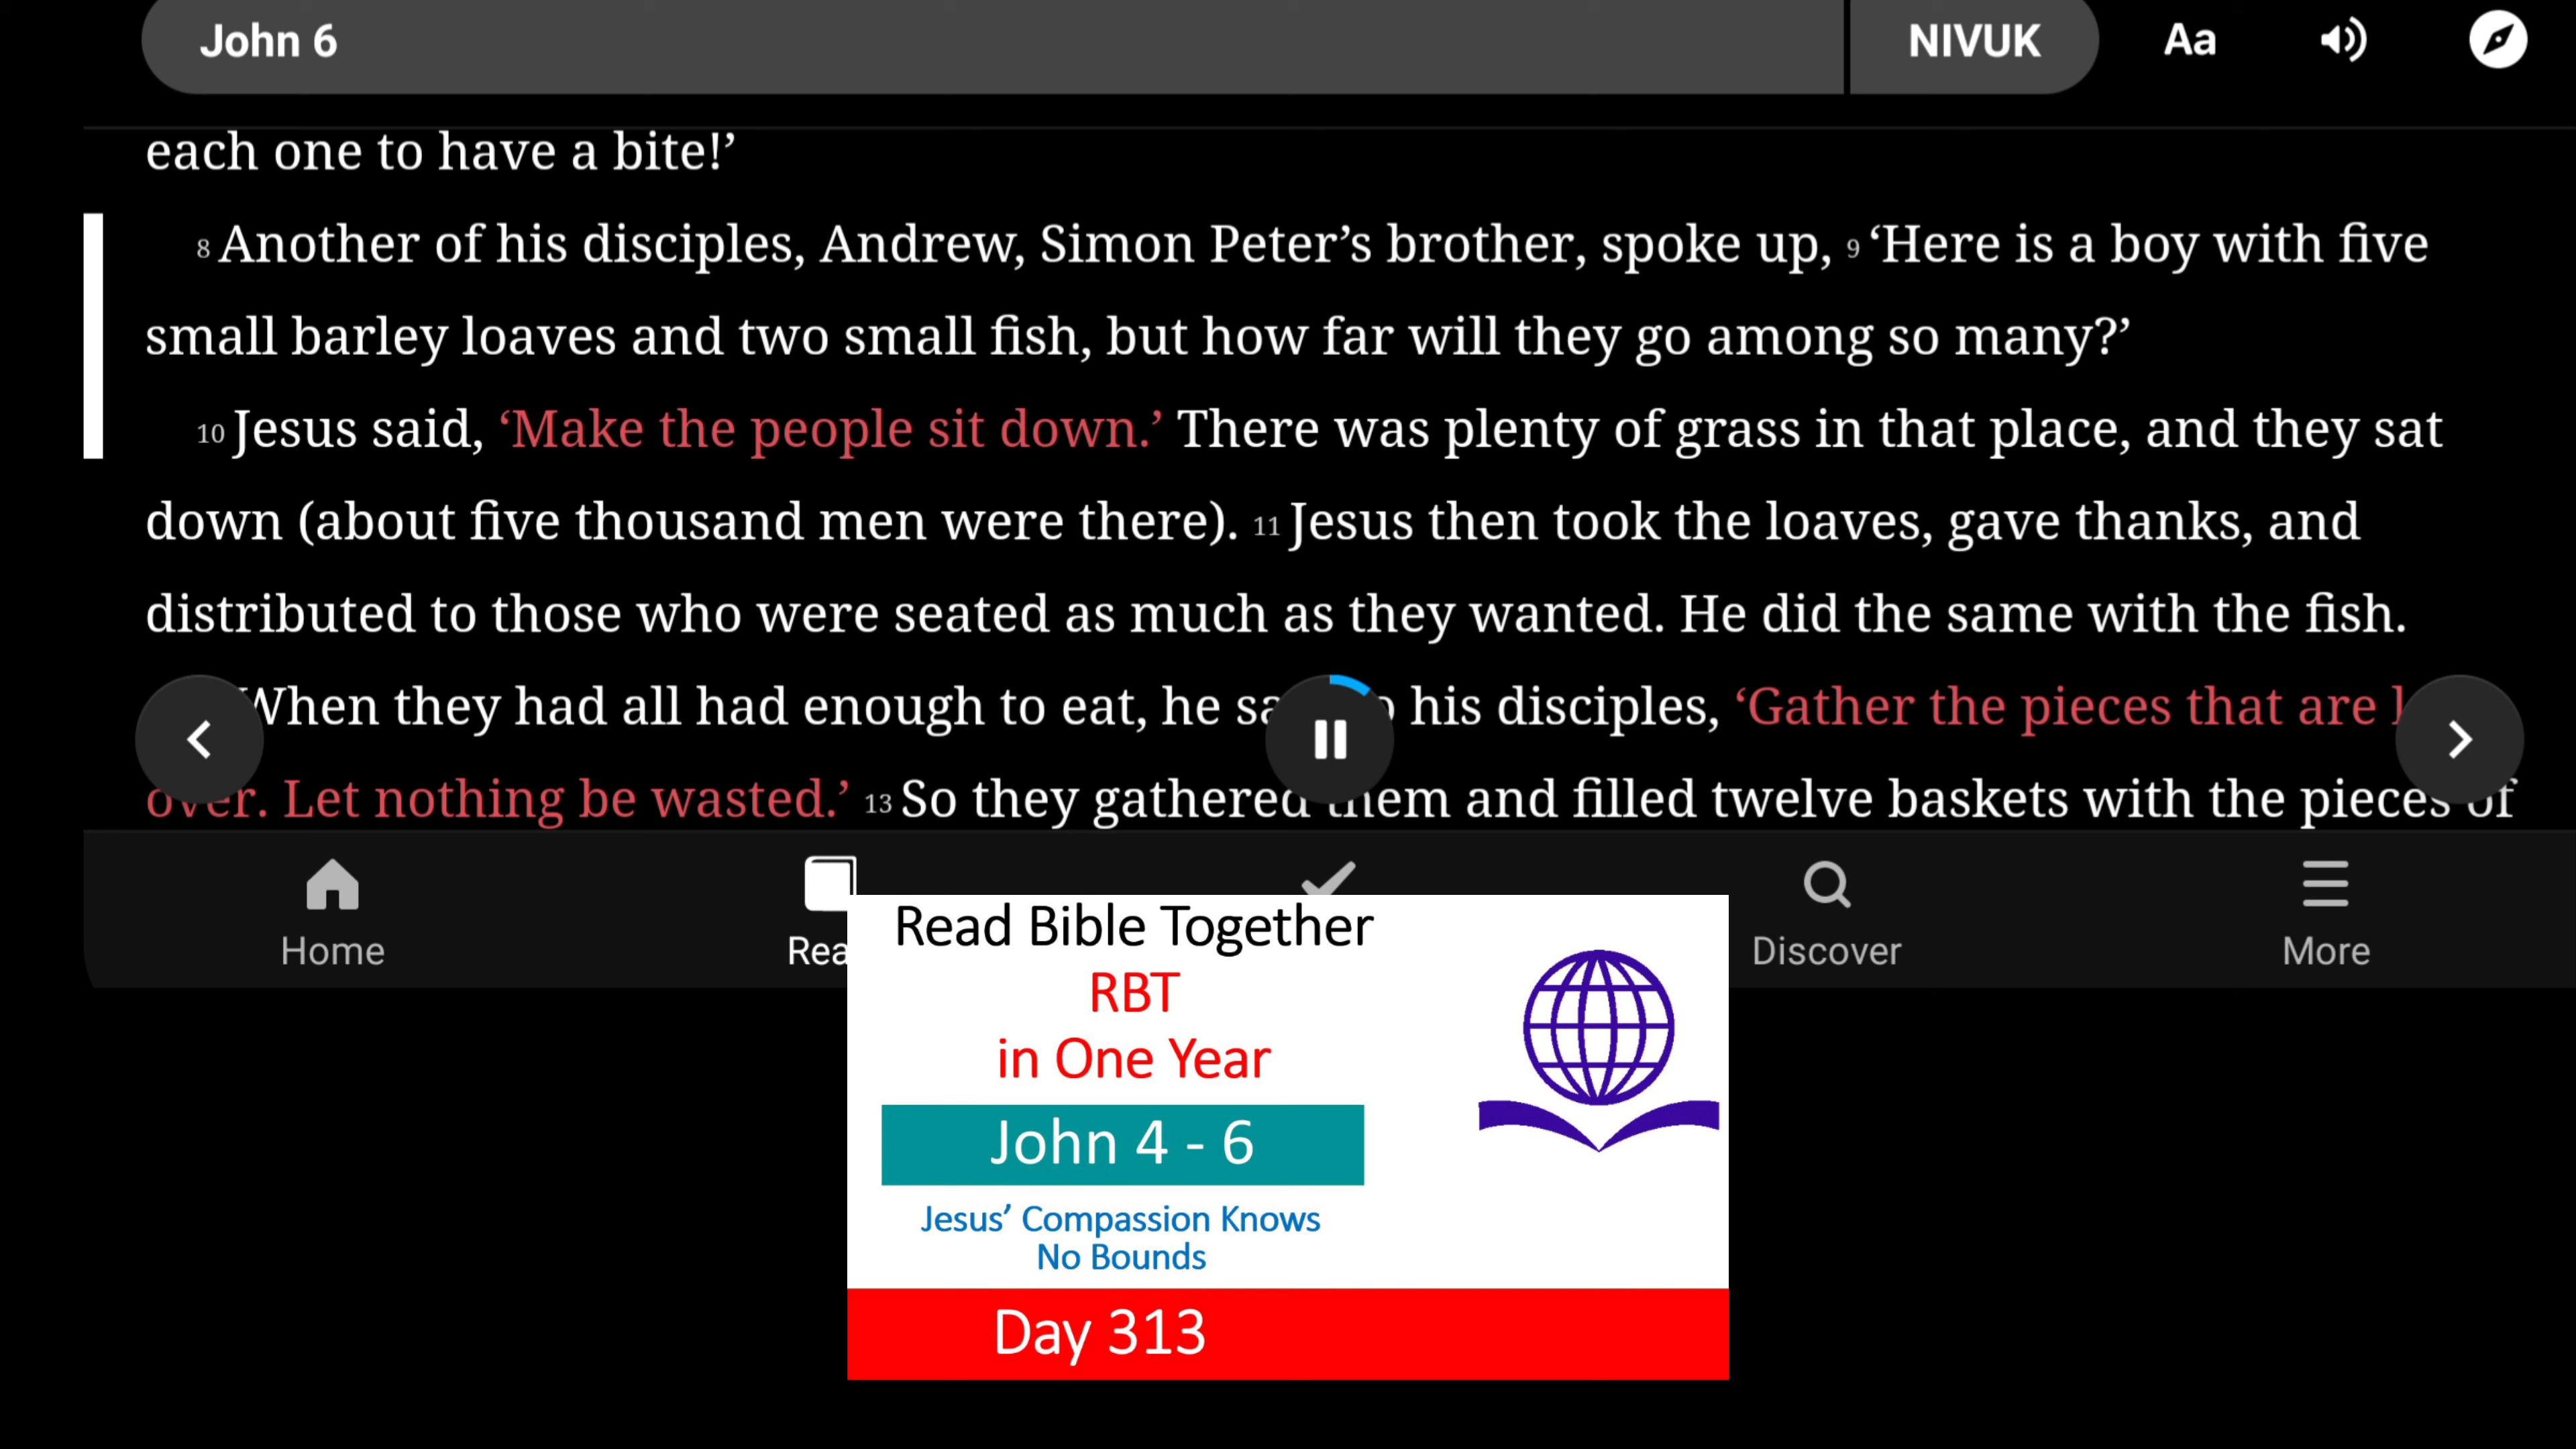 John 6 NIVUK Aa
each one to have a bite!’
8 Another of his disciples, Andrew, Simon Peter’s brother, spoke up, 9 ‘Here is a boy with five
small barley loaves and two small fish, but how far will they go among so many?’
10 Jesus said, ‘Make the people sit down.’ There was plenty of grass in that place, and they sat
down (about five thousand men were there). 11 Jesus then took the loaves, gave thanks, and
distributed to those who were seated as much as they wanted. He did the same with the fish.
When they had all had enough to eat, he his disciples, ‘Gather the pieces that are
over. Let nothing be wasted.’ 13 So they gathered them and filled twelve baskets with the pieces of
Home Discover More
Read Bible Together
RBT
in One Year
John 4 - 6
Jesus’ Compassion Knows
No Bounds
Day 313